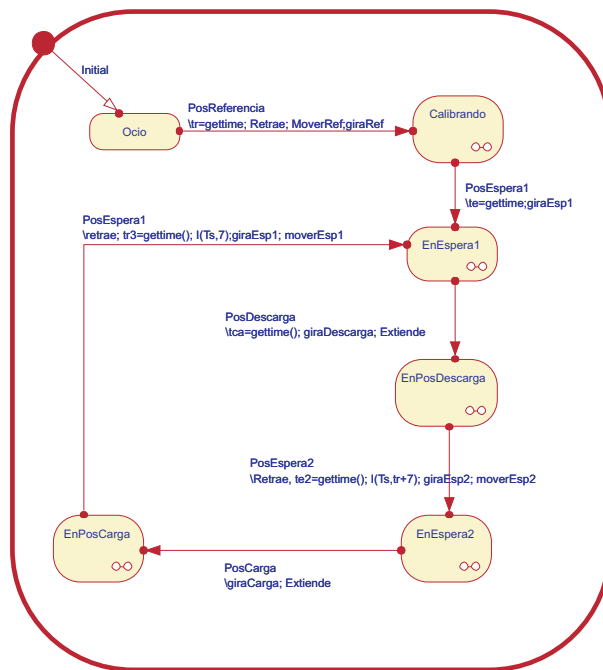 Initial
PosReferencia
\tr=gettime; Retrae; MoverRef;giraRef
Ocio
Calibrando
PosEspera1
\te=gettime;giraEsp1
PosEspera1
\retrae; tr3=gettime(); I(Ts,7);giraEsp1; moverEsp1
EnEspera1
PosDescarga
\tca=gettime(); giraDescarga; Extiende
EnPosDescarga
PosEspera2
\Retrae, te2=gettime(); I(Ts,tr+7); giraEsp2; moverEsp2
EnPosCarga
EnEspera2
PosCarga
\giraCarga; Extiende